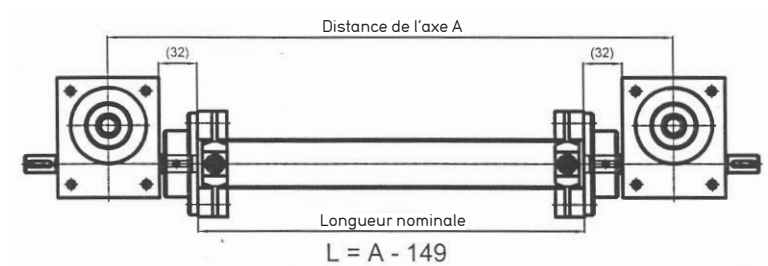 Distance de l'axe A
(32)
(32)
Longueur nominale
L = A - 149